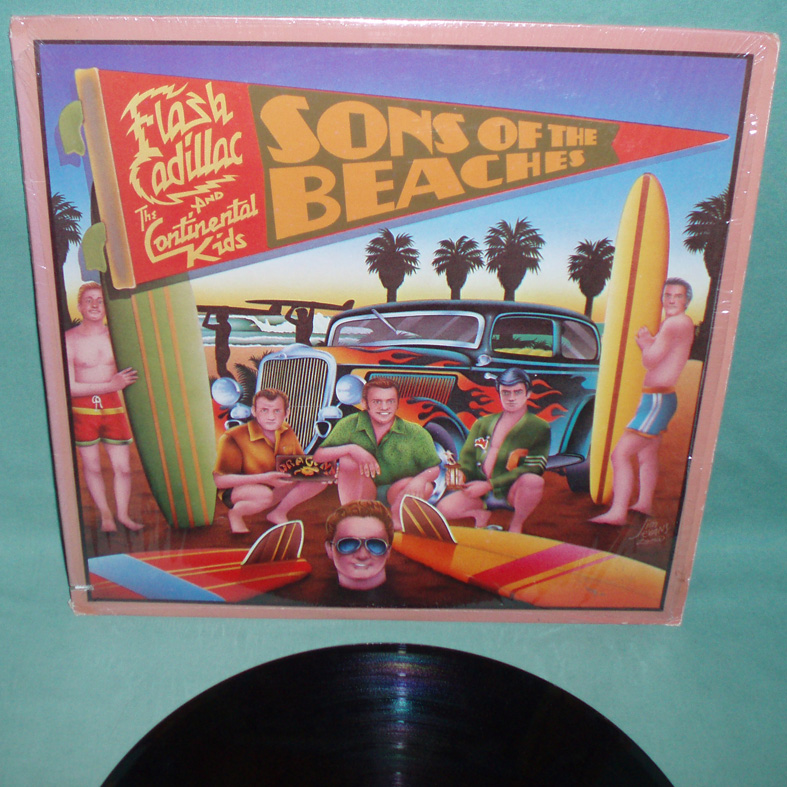 Flash
Cadillac
AND
The
Continental
Kids
SONS OF THE
BEACHES